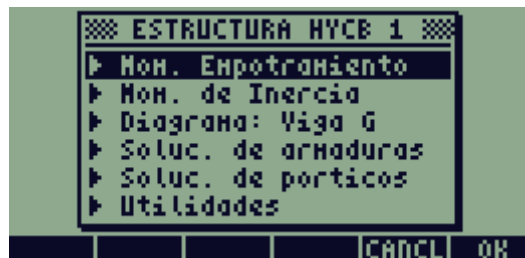 ESTRUCTURA HYCB 1
Mom. Empotramiento
Mom. de Inercia
Diagrama: Viga G
Soluc. de armaduras
Soluc. de porticos
Utilidades
CANCL OK